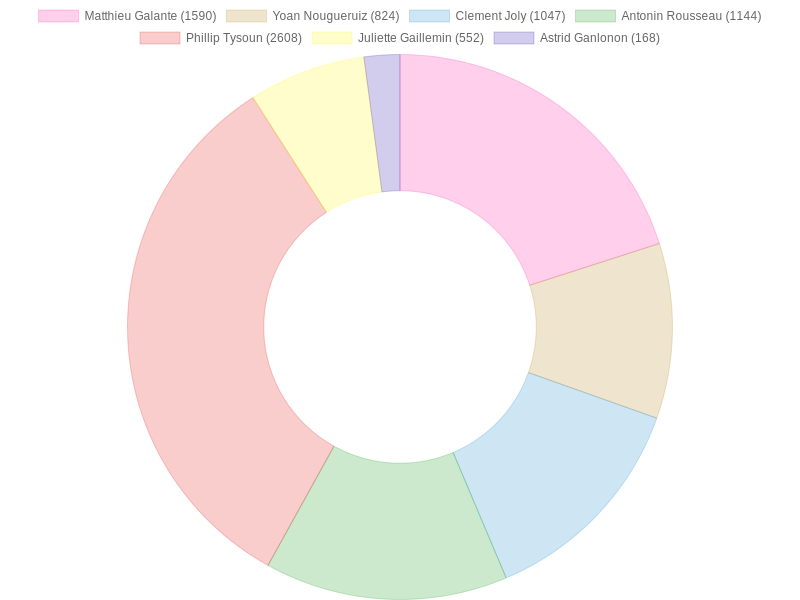 Matthieu Galante (1590) Yoan Nougueruiz (824) Clement Joly (1047) Antonin Rousseau (1144)
Phillip Tysoun (2608) Juliette Gaillemin (552) Astrid Ganlonon (168)